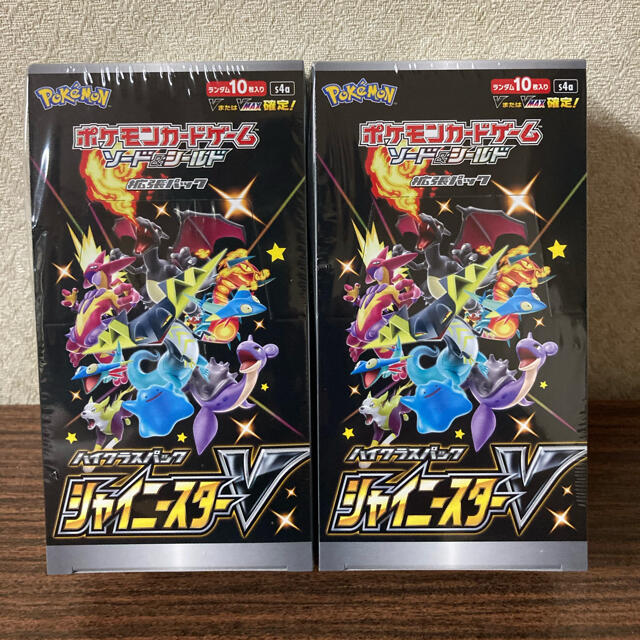 Pokémon
ランダム10枚入り
s4a
VまたはVMAX確定!
ポケモンカードゲーム
ソード&シールド
拡張パック
ハイクラスパック
シャイニースターV
Pokémon
ランダム10枚入り
s4a
VまたはVMAX確定!
ポケモンカードゲーム
ソード&シールド
拡張パック
ハイクラスパック
シャイニースターV